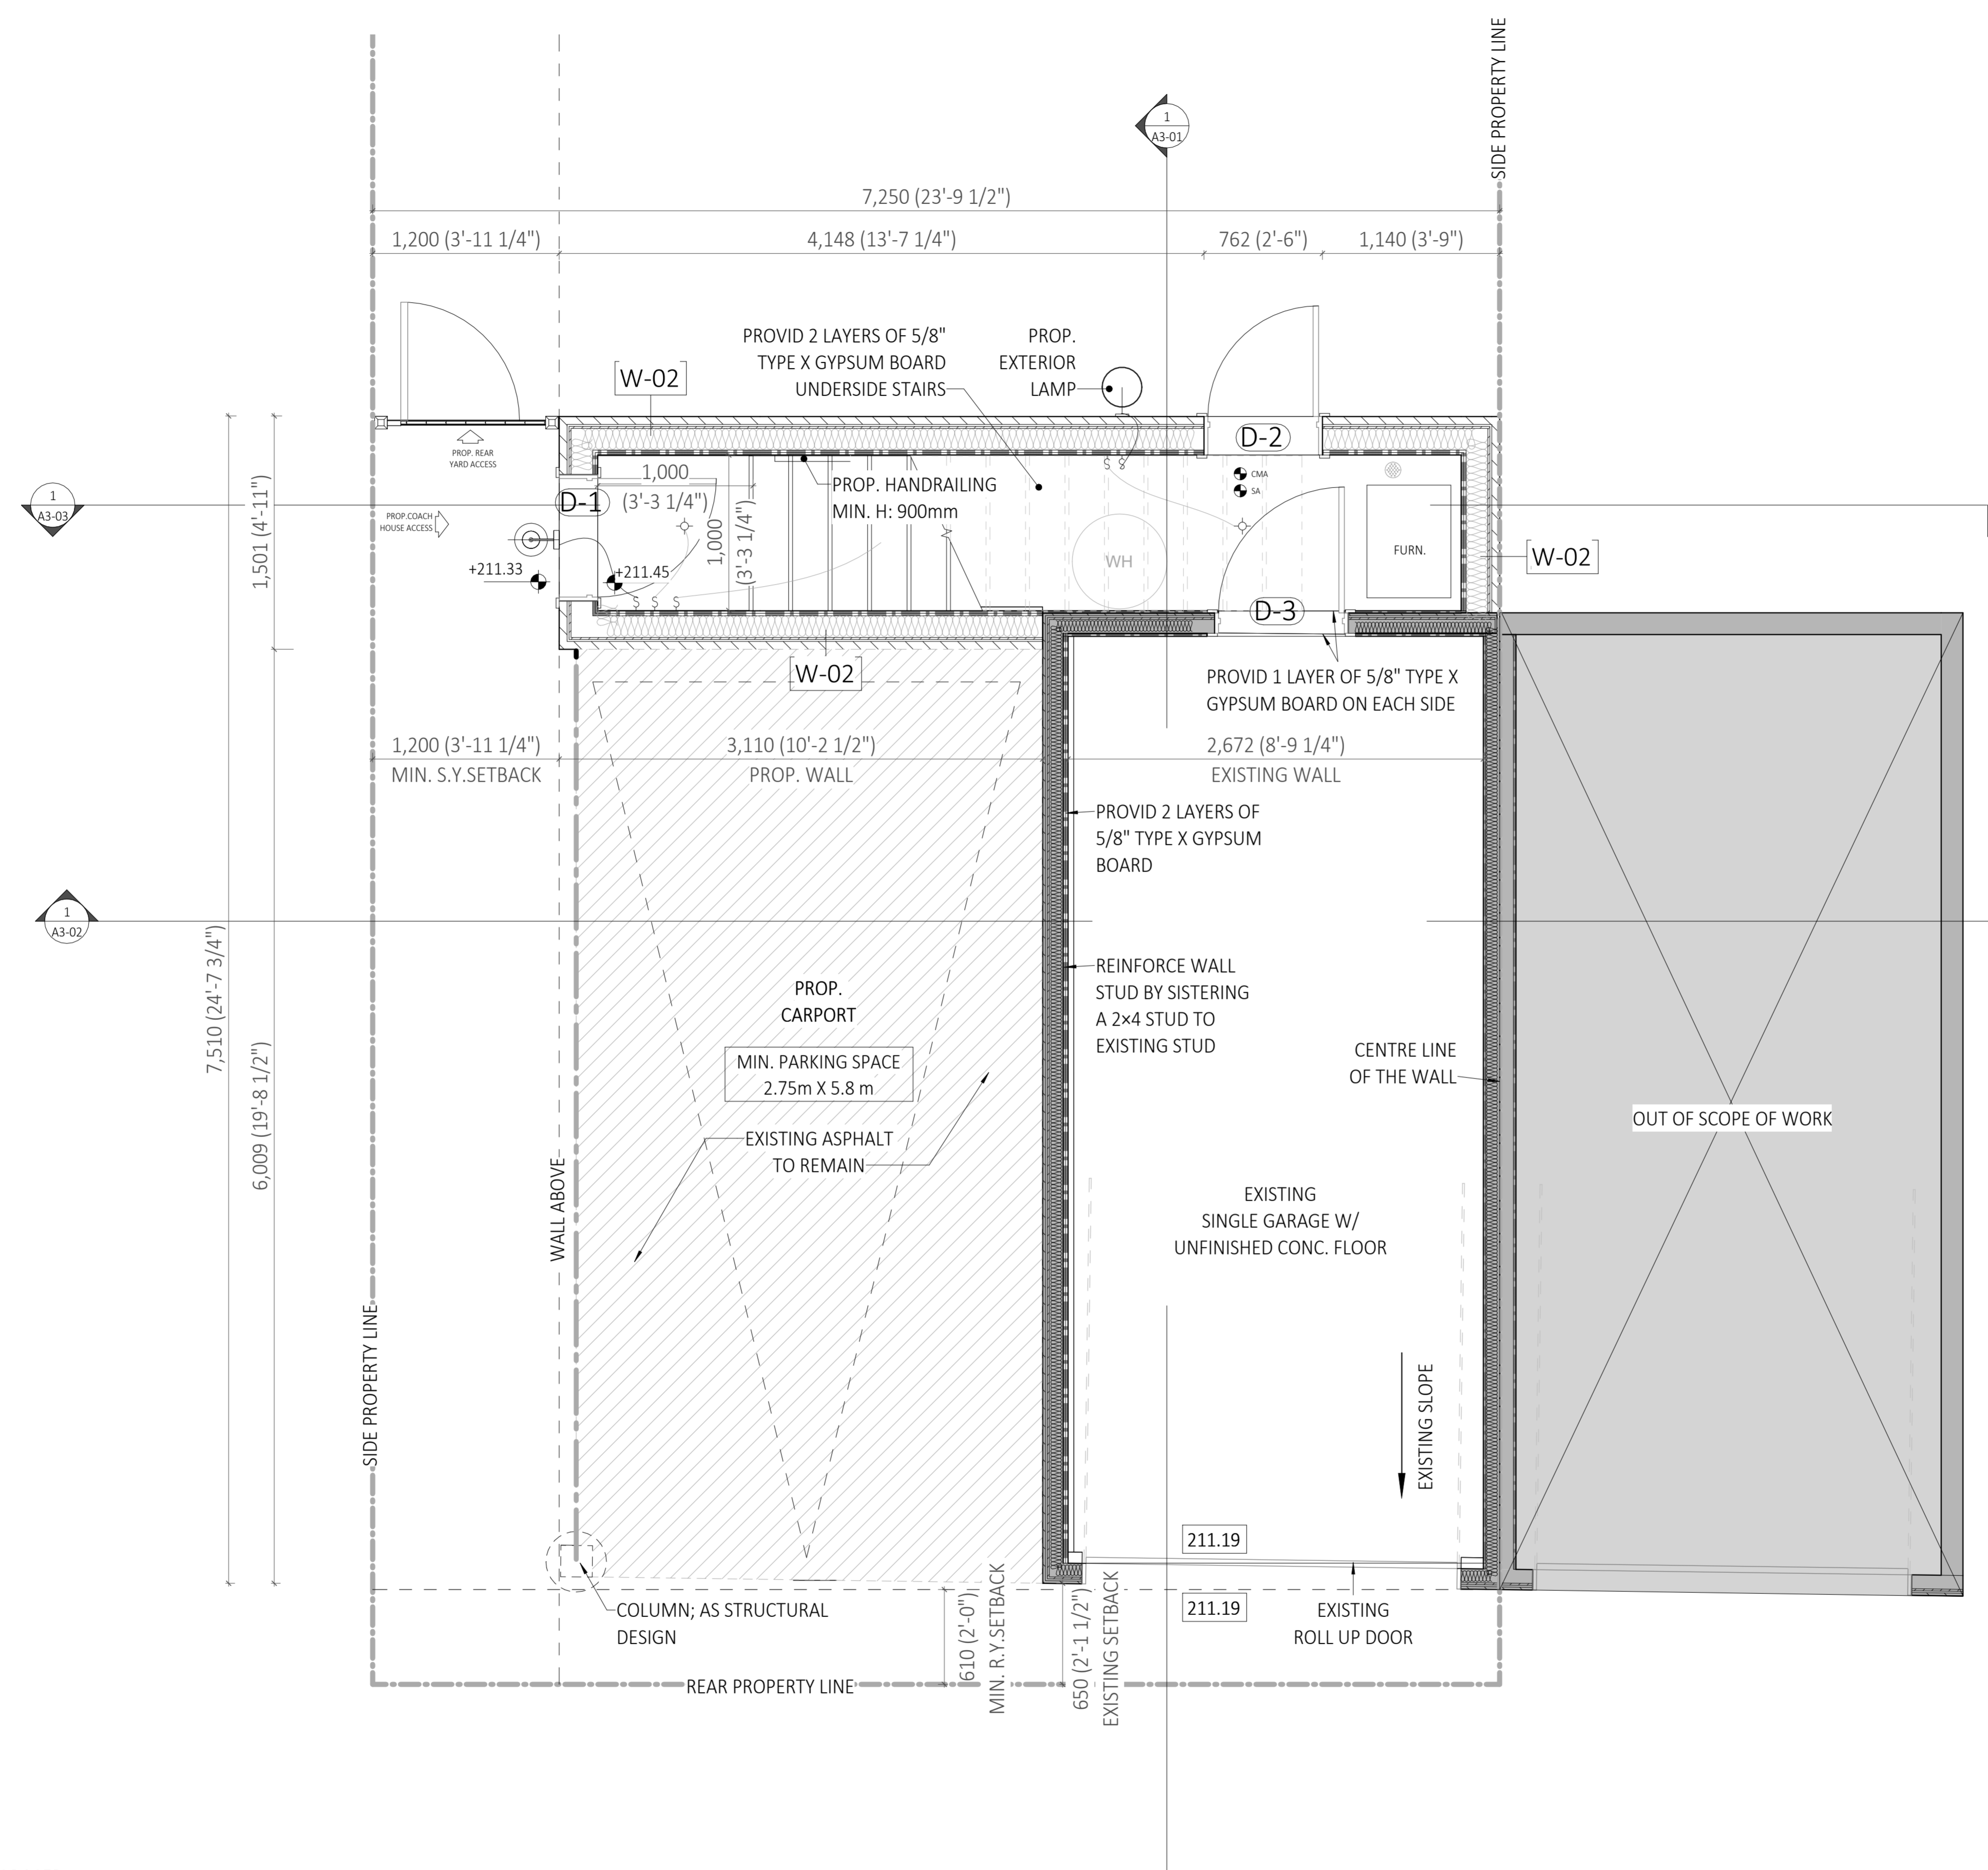 SIDE PROPERTY LINE
1
A3-01
7,250 (23'-9 1/2")
1,200 (3'-11 1/4")
4,148 (13'-7 1/4")
762 (2'-6")
1,140 (3'-9")
PROVID 2 LAYERS OF 5/8"
TYPE X GYPSUM BOARD
UNDERSIDE STAIRS
PROP.
EXTERIOR
LAMP
W-02
D-2
PROP. REAR
YARD ACCESS
1
A3-03
PROP.COACH
HOUSE ACCESS
D-1
1,000
(3'-3 1/4")
1,000
(3'-3 1/4")
PROP. HANDRAILING
MIN. H: 900mm
S S
CMA
SA
WH
FURN.
W-02
+211.33
+211.45
S S S
D-3
1,501 (4'-11")
W-02
PROVID 1 LAYER OF 5/8" TYPE X
GYPSUM BOARD ON EACH SIDE
1,200 (3'-11 1/4")
MIN. S.Y.SETBACK
3,110 (10'-2 1/2")
PROP. WALL
2,672 (8'-9 1/4")
EXISTING WALL
PROVID 2 LAYERS OF
5/8" TYPE X GYPSUM
BOARD
1
A3-02
7,510 (24'-7 3/4")
6,009 (19'-8 1/2")
PROP.
CARPORT
MIN. PARKING SPACE
2.75m X 5.8 m
REINFORCE WALL
STUD BY SISTERING
A 2×4 STUD TO
EXISTING STUD
CENTRE LINE
OF THE WALL
OUT OF SCOPE OF WORK
EXISTING ASPHALT
TO REMAIN
WALL ABOVE
EXISTING
SINGLE GARAGE W/
UNFINISHED CONC. FLOOR
SIDE PROPERTY LINE
EXISTING SLOPE
211.19
211.19
COLUMN; AS STRUCTURAL
DESIGN
610 (2'-0")
MIN. R.Y.SETBACK
650 (2'-1 1/2")
EXISTING SETBACK
EXISTING
ROLL UP DOOR
REAR PROPERTY LINE